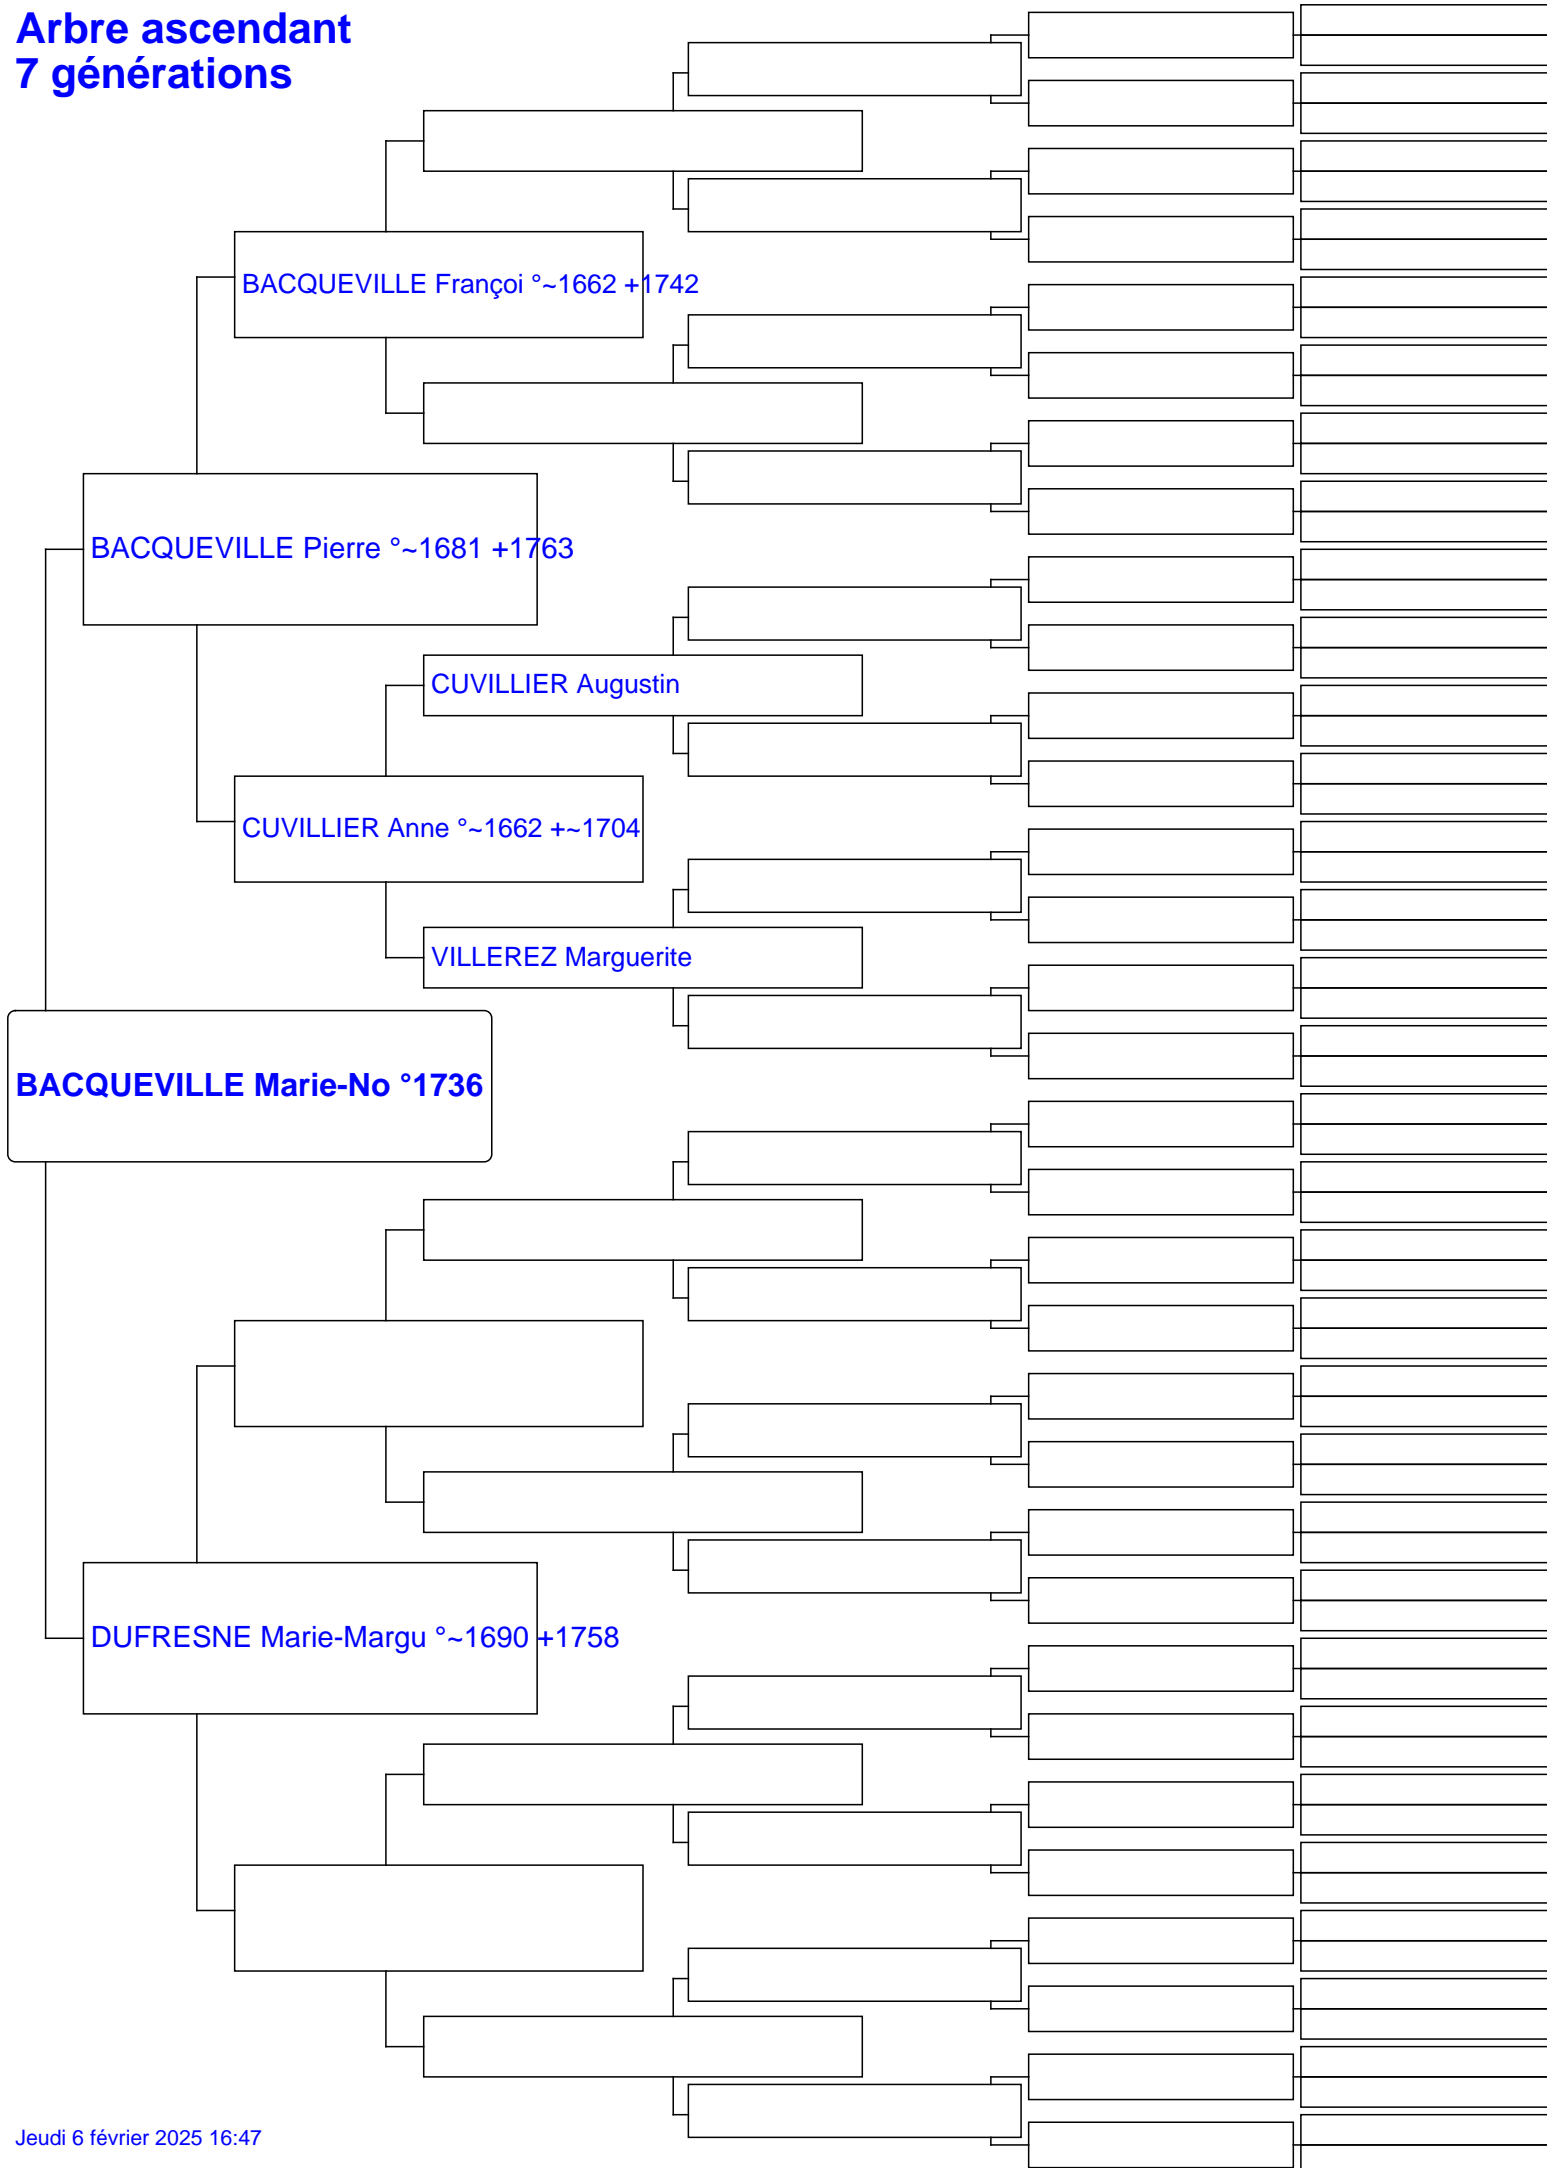 Arbre ascendant
7 générations
BACQUEVILLE Françoi °~1662 +1742
BACQUEVILLE Pierre °~1681 +1763
CUVILLIER Augustin
CUVILLIER Anne °~1662 +~1704
VILLEREZ Marguerite
BACQUEVILLE Marie-No °1736
DUFRESNE Marie-Margu °~1690 +1758
Jeudi 6 février 2025 16:47